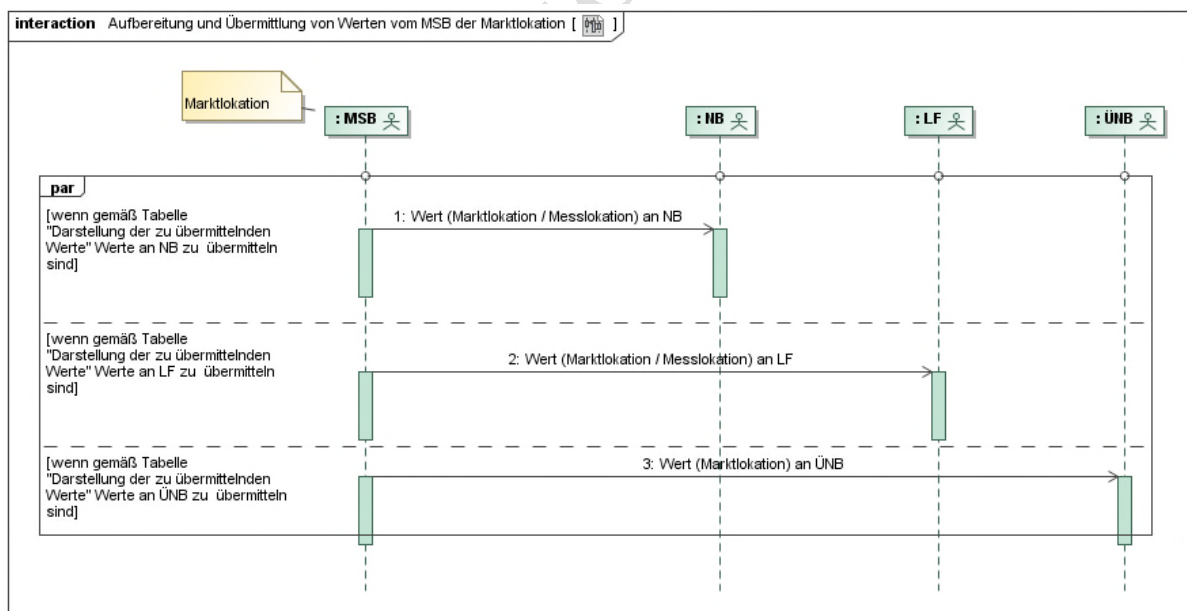 interaction Aufbereitung und Übermittlung von Werten vom MSB der Marktlokation [ ]
Marktlokation
: MSB
: NB
: LF
: ÜNB
par
[wenn gemäß Tabelle
"Darstellung der zu übermittelnden
Werte" Werte an NB zu übermitteln
sind]
1: Wert (Marktlokation / Messlokation) an NB
[wenn gemäß Tabelle
"Darstellung der zu übermittelnden
Werte" Werte an LF zu übermitteln
sind]
2: Wert (Marktlokation / Messlokation) an LF
[wenn gemäß Tabelle
"Darstellung der zu übermittelnden
Werte" Werte an ÜNB zu übermitteln
sind]
3: Wert (Marktlokation) an ÜNB